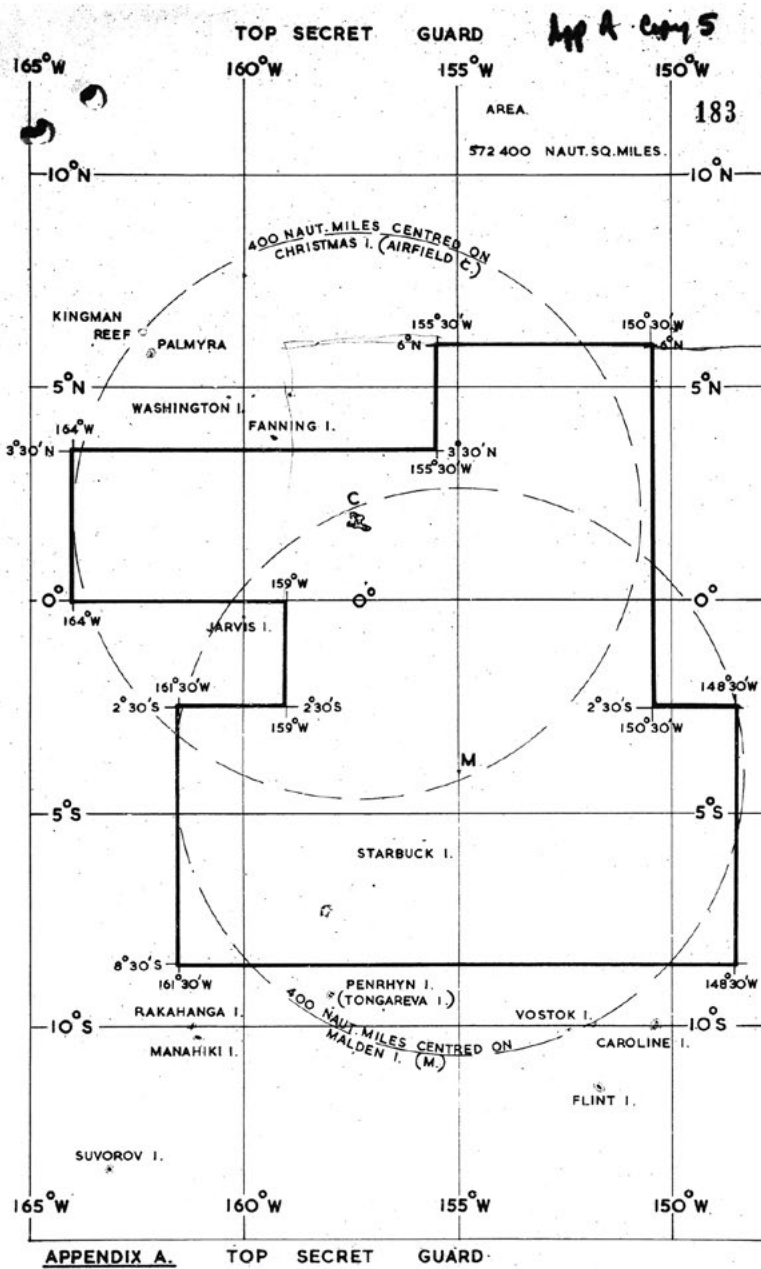 TOP SECRET GUARD
App A Copy 5
165°W 160°W 155°W 150°W
AREA.
183
572 400 NAUT. SQ. MILES.
10°N 10°N
400 NAUT. MILES CENTRED ON
CHRISTMAS I. (AIRFIELD C.)
KINGMAN
REEF
PALMYRA
155°30'W 150°30'W
6°N 6°N
5°N 5°N
WASHINGTON I.
164°W
FANNING I.
3°30'N 3°30'N
155°30'W
C
159°W
0° 0° 0°
164°W
JARVIS I.
161°30'W 148°30'W
2°30'S 2°30'S 2°30'S
159°W 150°30'W
M
5°S 5°S
STARBUCK I.
8°30'S
161°30'W 148°30'W
PENRHYN I.
(TONGAREVA I.)
RAKAHANGA I.
400 NAUT. MILES CENTRED ON
MALDEN I. (M.)
VOSTOK I.
10°S 10°S
MANAHIKI I.
CAROLINE I.
FLINT I.
SUVOROV I.
165°W 160°W 155°W 150°W
APPENDIX A. TOP SECRET GUARD